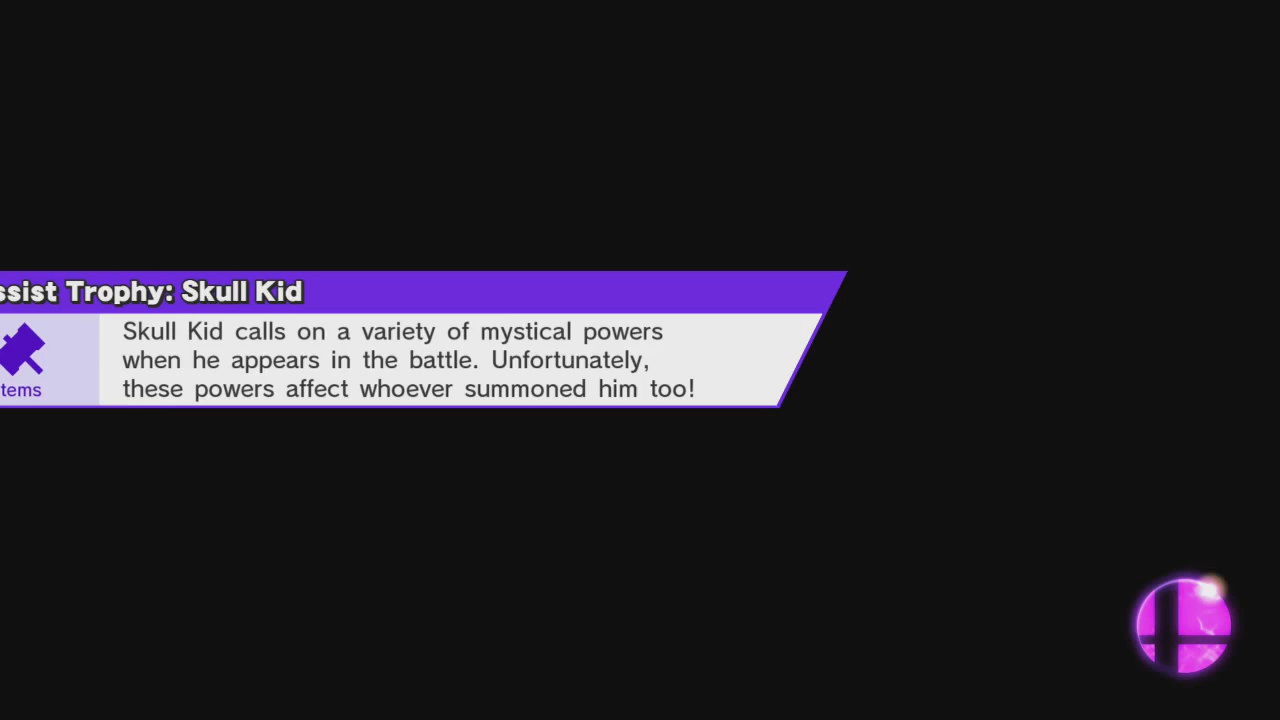 ssist Trophy: Skull Kid
Skull Kid calls on a variety of mystical powers
when he appears in the battle. Unfortunately,
these powers affect whoever summoned him too!
tems